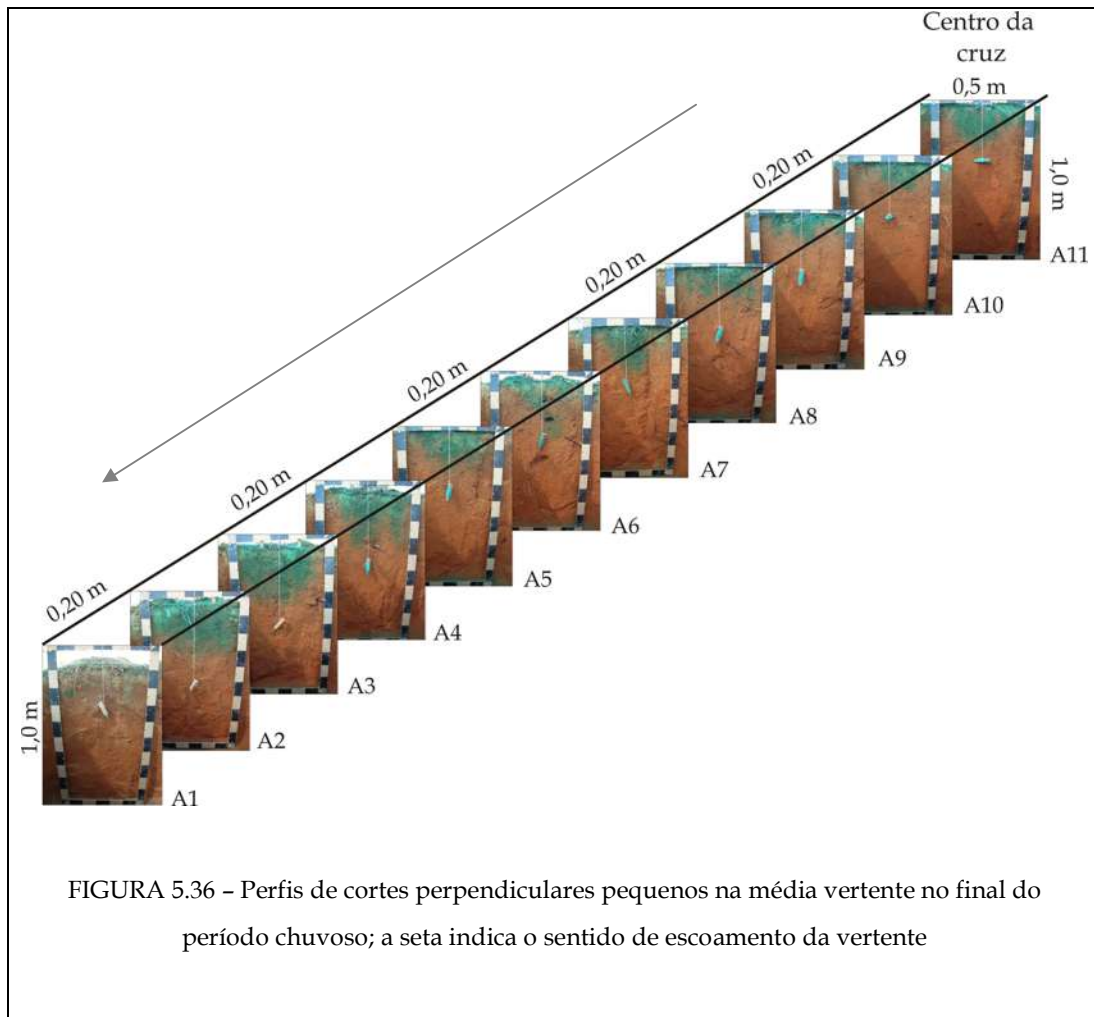 Centro da
cruz
0,5 m
0,20 m
1,0 m
A11
0,20 m
A10
A9
0,20 m
A8
0,20 m
A7
A6
0,20 m
A5
0,20 m
A4
A3
1,0 m
A2
A1
FIGURA 5.36 – Perfis de cortes perpendiculares pequenos na média vertente no final do
período chuvoso; a seta indica o sentido de escoamento da vertente